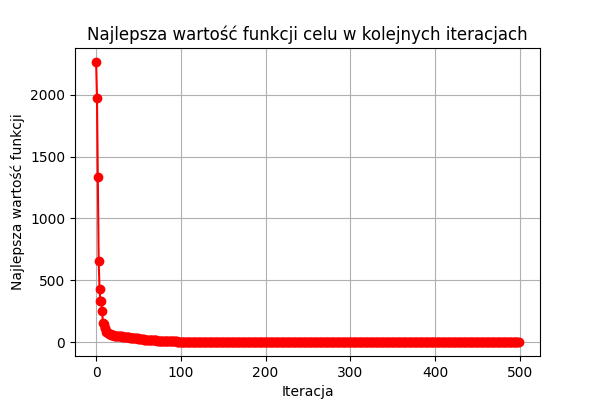 Najlepsza wartość funkcji celu w kolejnych iteracjach
Najlepsza wartość funkcji
2000
1500
1000
500
0
0 100 200 300 400 500
Iteracja